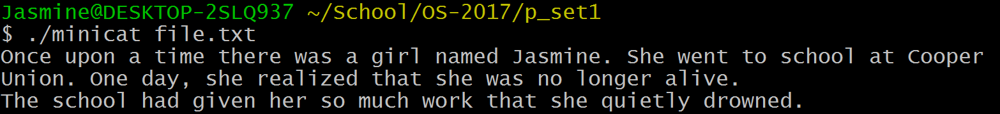 Jasmine@DESKTOP-2SLQ937 ~/School/OS-2017/p_set1
$ ./minicat file.txt
Once upon a time there was a girl named Jasmine. She went to school at Cooper
Union. One day, she realized that she was no longer alive.
The school had given her so much work that she quietly drowned.